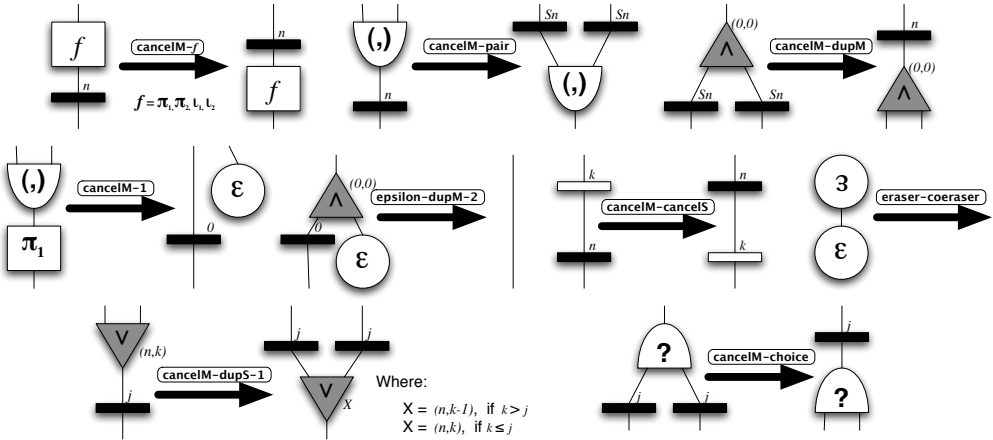 f
n
cancelM-f
f = π₁,π₂,ι₁,ι₂
n
f
(,)
n
cancelM-pair
Sn
Sn
(,)
∧
(0,0)
Sn
Sn
cancelM-dupM
n
(0,0)
∧
(,)
π₁
cancelM-1
0
ε
∧
(0,0)
0
ε
epsilon-dupM-2
k
n
cancelM-cancelS
n
k
3
ε
eraser-coeraser
∨
(n,k)
j
cancelM-dupS-1
j
j
∨
X
Where:
X = (n,k-1), if k > j
X = (n,k), if k ≤ j
?
j
j
cancelM-choice
j
?